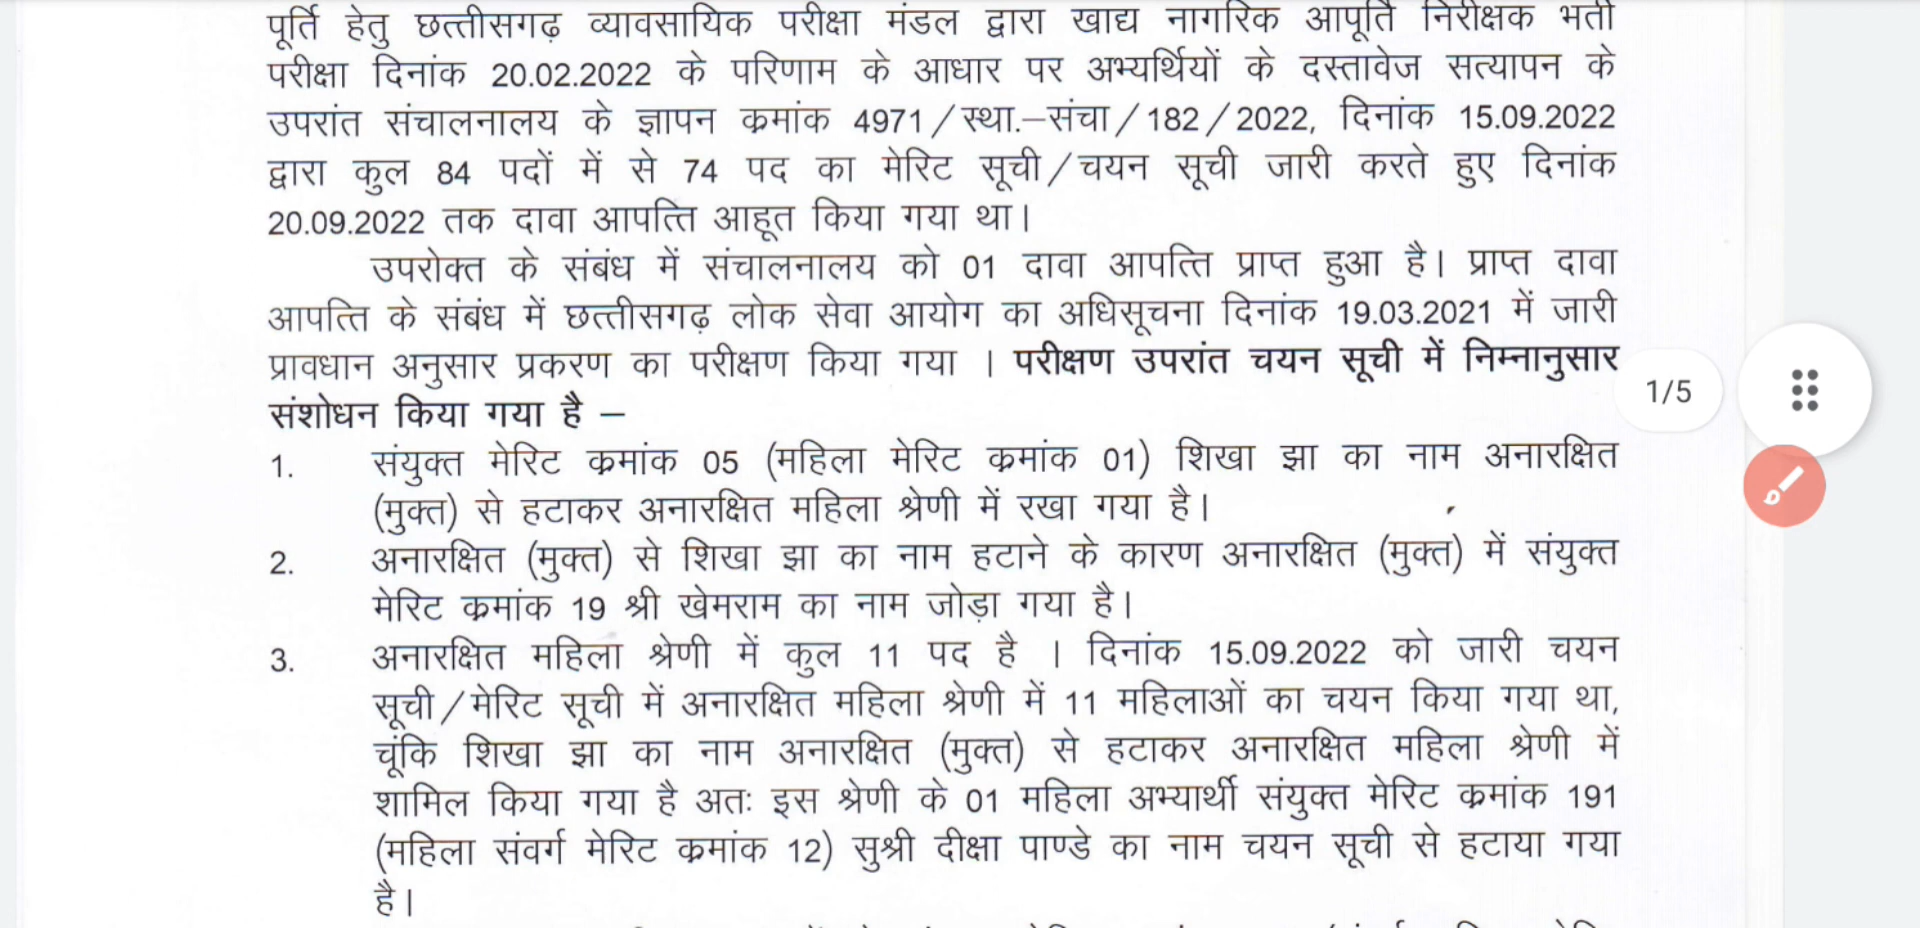 पूर्ति हेतु छत्तीसगढ़ व्यावसायिक परीक्षा मंडल द्वारा खाद्य नागरिक आपूर्ति निरीक्षक भर्ती
परीक्षा दिनांक 20.02.2022 के परिणाम के आधार पर अभ्यर्थियों के दस्तावेज सत्यापन के
उपरांत संचालनालय के ज्ञापन क्रमांक 4971/स्था.–संचा/182/2022, दिनांक 15.09.2022
द्वारा कुल 84 पदों में से 74 पद का मेरिट सूची/चयन सूची जारी करते हुए दिनांक
20.09.2022 तक दावा आपत्ति आहूत किया गया था।
उपरोक्त के संबंध में संचालनालय को 01 दावा आपत्ति प्राप्त हुआ है। प्राप्त दावा
आपत्ति के संबंध में छत्तीसगढ़ लोक सेवा आयोग का अधिसूचना दिनांक 19.03.2021 में जारी
प्रावधान अनुसार प्रकरण का परीक्षण किया गया । परीक्षण उपरांत चयन सूची में निम्नानुसार
संशोधन किया गया है –
1. संयुक्त मेरिट क्रमांक 05 (महिला मेरिट क्रमांक 01) शिखा झा का नाम अनारक्षित
(मुक्त) से हटाकर अनारक्षित महिला श्रेणी में रखा गया है।
2. अनारक्षित (मुक्त) से शिखा झा का नाम हटाने के कारण अनारक्षित (मुक्त) में संयुक्त
मेरिट क्रमांक 19 श्री खेमराम का नाम जोड़ा गया है।
3. अनारक्षित महिला श्रेणी में कुल 11 पद है । दिनांक 15.09.2022 को जारी चयन
सूची/मेरिट सूची में अनारक्षित महिला श्रेणी में 11 महिलाओं का चयन किया गया था,
चूंकि शिखा झा का नाम अनारक्षित (मुक्त) से हटाकर अनारक्षित महिला श्रेणी में
शामिल किया गया है अतः इस श्रेणी के 01 महिला अभ्यार्थी संयुक्त मेरिट क्रमांक 191
(महिला संवर्ग मेरिट क्रमांक 12) सुश्री दीक्षा पाण्डे का नाम चयन सूची से हटाया गया
है।
1/5